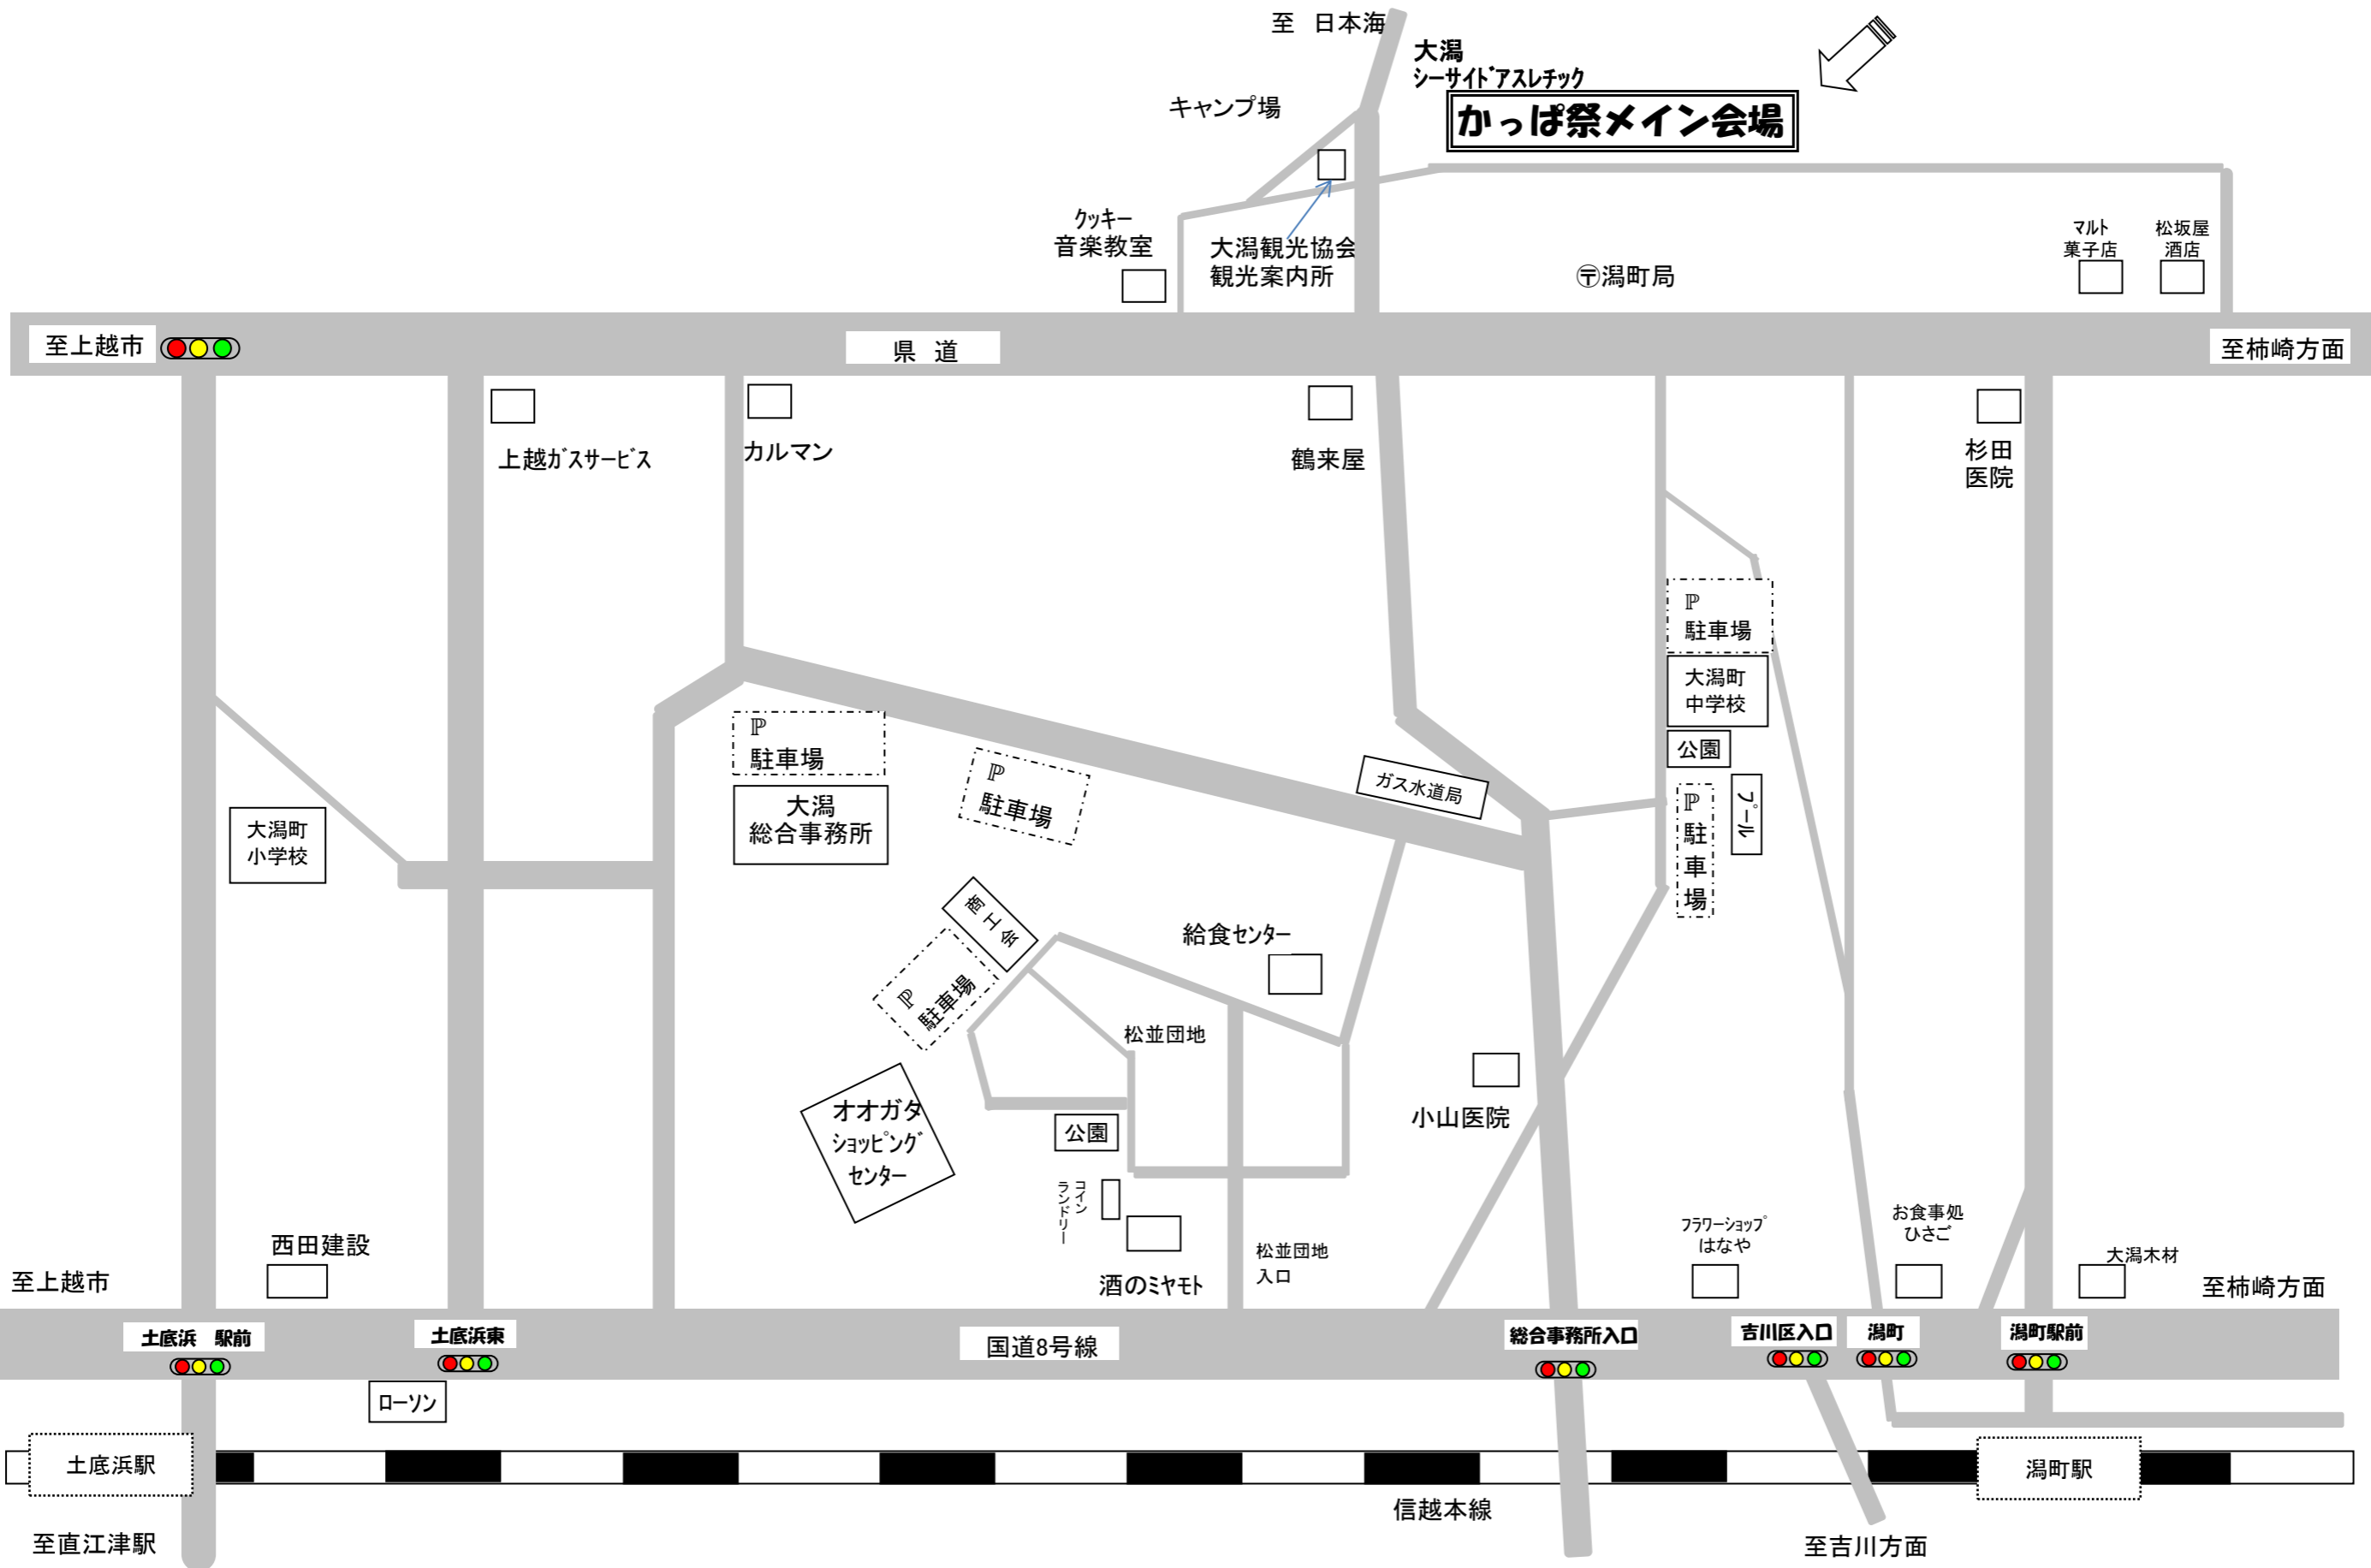 至　日本海
大潟
シーサイドアスレチック
キャンプ場
かっぱ祭メイン会場
クッキー
音楽教室
大潟観光協会
観光案内所
〶潟町局
マルト
菓子店
松坂屋
酒店
至上越市
県　道
至柿崎方面
上越ガスサービス
カルマン
鶴来屋
杉田
医院
ℙ
駐車場
大潟町
中学校
公園
ℙ
駐車場
プール
ガス水道局
ℙ
駐車場
大潟
総合事務所
ℙ
駐車場
大潟町
小学校
商工会
ℙ
駐車場
給食センター
松並団地
小山医院
オオガタ
ショッピング
センター
公園
コイン
ランドリー
酒のミヤモト
松並団地
入口
西田建設
フラワーショップ
はなや
お食事処
ひさご
大潟木材
至上越市
至柿崎方面
土底浜　駅前
土底浜東
国道8号線
総合事務所入口
吉川区入口
潟町
潟町駅前
ローソン
土底浜駅
潟町駅
信越本線
至直江津駅
至吉川方面